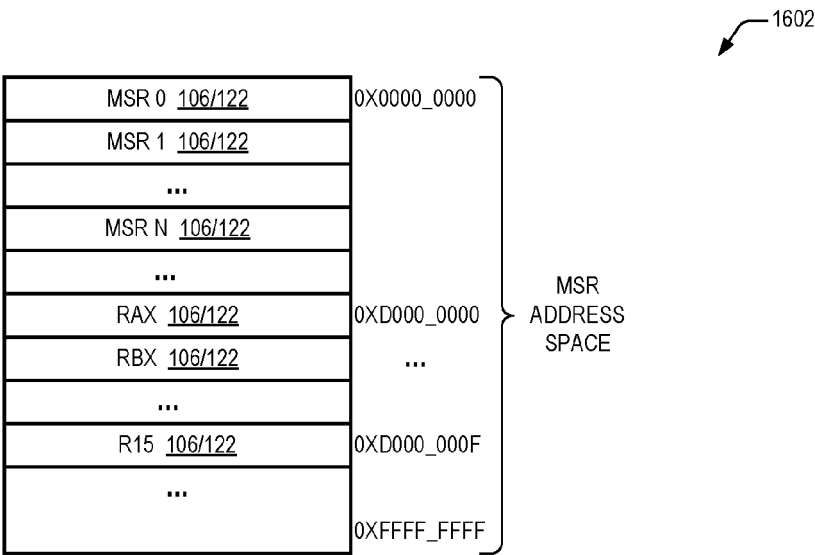 1602
MSR 0 106/122 0X0000_0000
MSR 1 106/122
...
MSR N 106/122
...
RAX 106/122 0XD000_0000
RBX 106/122 ...
...
R15 106/122 0XD000_000F
...
0XFFFF_FFFF
MSR
ADDRESS
SPACE